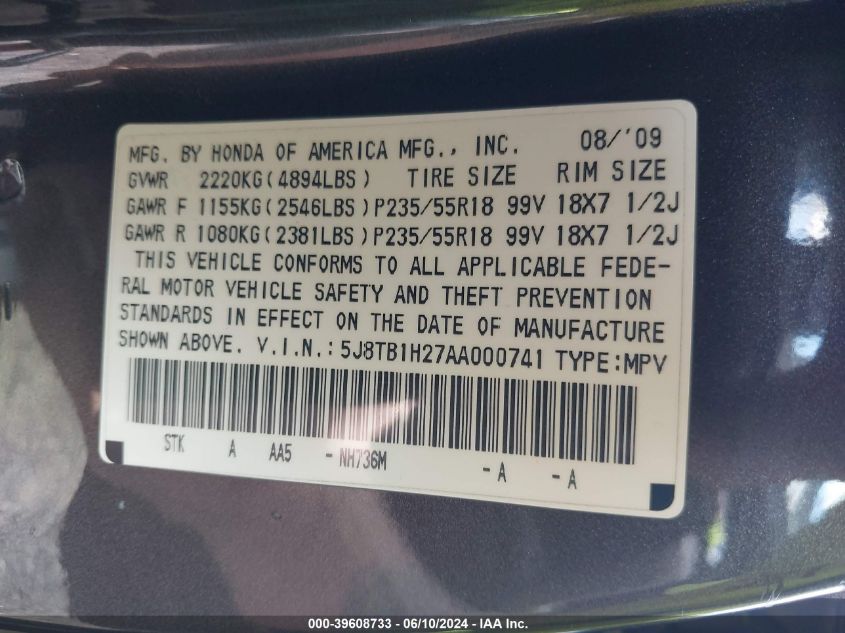 MFG. BY HONDA OF AMERICA MFG., INC. 08/'09
GVWR 2220KG(4894LBS) TIRE SIZE RIM SIZE
GAWR F 1155KG(2546LBS)P235/55R18 99V 18X7 1/2J
GAWR R 1080KG(2381LBS)P235/55R18 99V 18X7 1/2J
THIS VEHICLE CONFORMS TO ALL APPLICABLE FEDE-
RAL MOTOR VEHICLE SAFETY AND THEFT PREVENTION
STANDARDS IN EFFECT ON THE DATE OF MANUFACTURE
SHOWN ABOVE. V.I.N.:5J8TB1H27AA000741 TYPE:MPV
STK A AA5 -NH736M -A -A
000-39608733 - 06/10/2024 - IAA Inc.